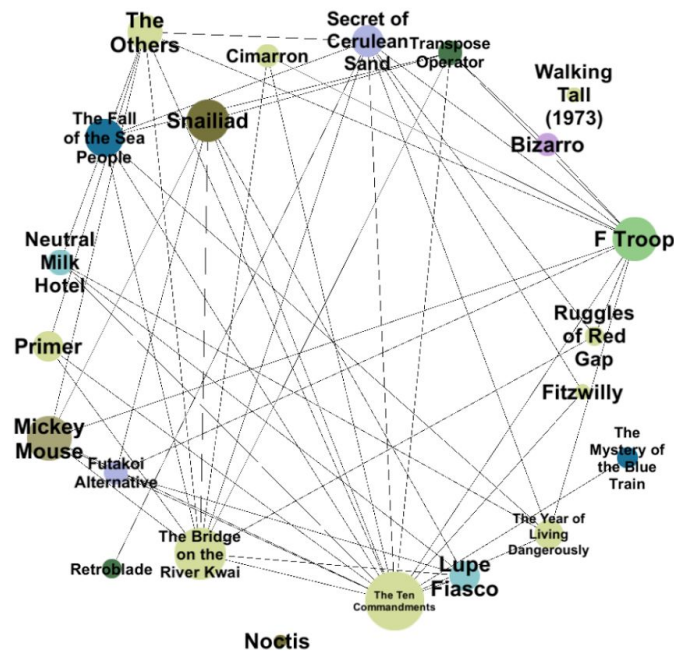 The
Others
Secret of
Cerulean
Sand
Cimarron
Transpose
Operator
Walking
Tall
(1973)
The Fall
of the Sea
People
Snailiad
Bizarro
F Troop
Neutral
Milk
Hotel
Primer
Ruggles
of Red
Gap
Fitzwilly
Mickey
Mouse
Futakoi
Alternative
The
Mystery of
the Blue
Train
The Year of
Living
Dangerously
The Bridge
on the
River Kwai
Retroblade
Lupe
Fiasco
The Ten
Commandments
Noctis